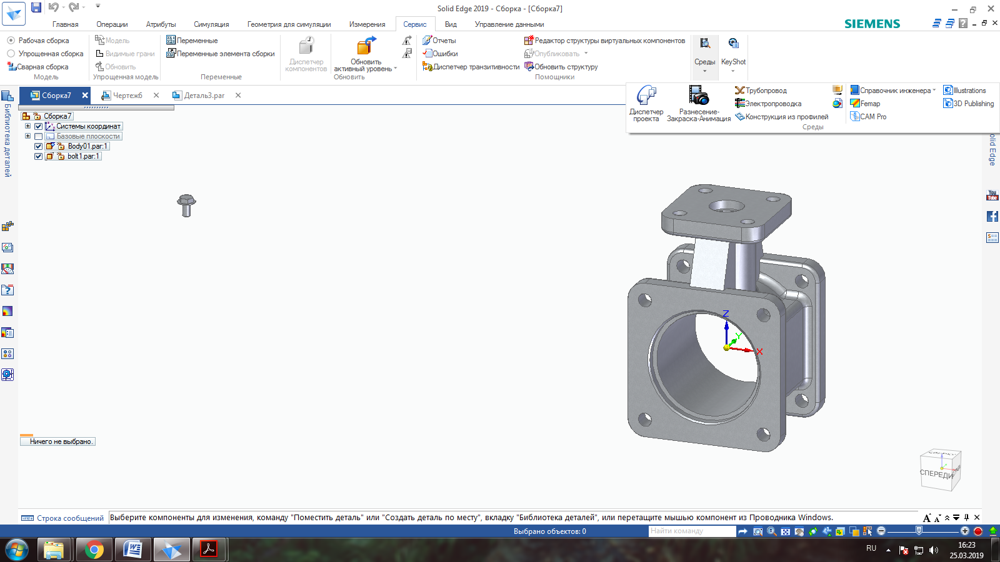 Solid Edge 2019 - Сборка - [Сборка7]
Главная Операции Атрибуты Симуляция Геометрия для симуляции Измерения Сервис Вид Управление данными
SIEMENS
Рабочая сборка
Упрощенная сборка
Сварная сборка
Модель
Модель
Видимые грани
Обновить
Упрощенная модель
Переменные
Переменные элемента сборки
Переменные
Диспетчер
компонентов
Обновить
активный уровень
Обновить
Отчеты
Ошибки
Диспетчер транзитивности
Редактор структуры виртуальных компонентов
Опубликовать
Обновить структуру
Помощники
Среды
KeyShot
Сборка7 Чертеж6 Деталь3.par
Диспетчер
проекта
Разнесение-
Закраска-Анимация
Трубопровод
Электропроводка
Конструкция из профилей
Справочник инженера
Femap
CAM Pro
Illustrations
3D Publishing
Среды
Библиотека деталей
Сборка7
Системы координат
Базовые плоскости
Body01.par:1
bolt1.par:1
olid Edge
You
Tube
Z
Y
X
Ничего не выбрано.
СПЕРЕДИ
Строка сообщений
Выберите компоненты для изменения, команду "Поместить деталь" или "Создать деталь по месту", вкладку "Библиотека деталей", или перетащите мышью компонент из Проводника Windows.
Выбрано объектов: 0
Найти команду
RU
16:23
25.03.2019